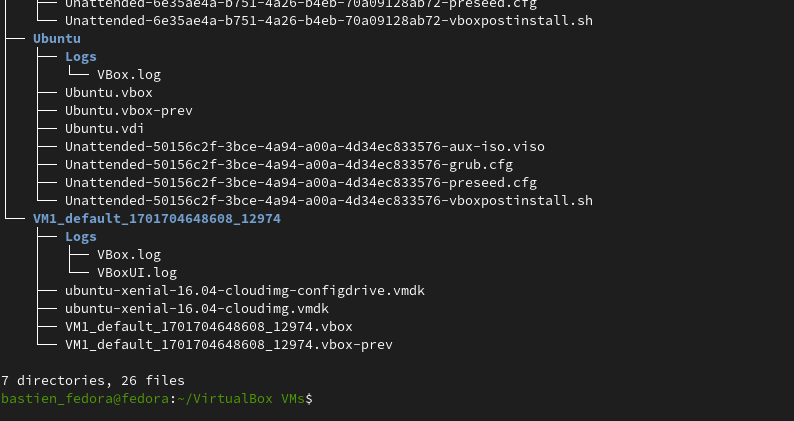 Unattended-6e35ae4a-b751-4a26-b4eb-70a09128ab72-preseed.cfg
Unattended-6e35ae4a-b751-4a26-b4eb-70a09128ab72-vboxpostinstall.sh
Ubuntu
Logs
VBox.log
Ubuntu.vbox
Ubuntu.vbox-prev
Ubuntu.vdi
Unattended-50156c2f-3bce-4a94-a00a-4d34ec833576-aux-iso.viso
Unattended-50156c2f-3bce-4a94-a00a-4d34ec833576-grub.cfg
Unattended-50156c2f-3bce-4a94-a00a-4d34ec833576-preseed.cfg
Unattended-50156c2f-3bce-4a94-a00a-4d34ec833576-vboxpostinstall.sh
VM1_default_1701704648608_12974
Logs
VBox.log
VBoxUI.log
ubuntu-xenial-16.04-cloudimg-configdrive.vmdk
ubuntu-xenial-16.04-cloudimg.vmdk
VM1_default_1701704648608_12974.vbox
VM1_default_1701704648608_12974.vbox-prev
7 directories, 26 files
bastien_fedora@fedora:~/VirtualBox VMs$